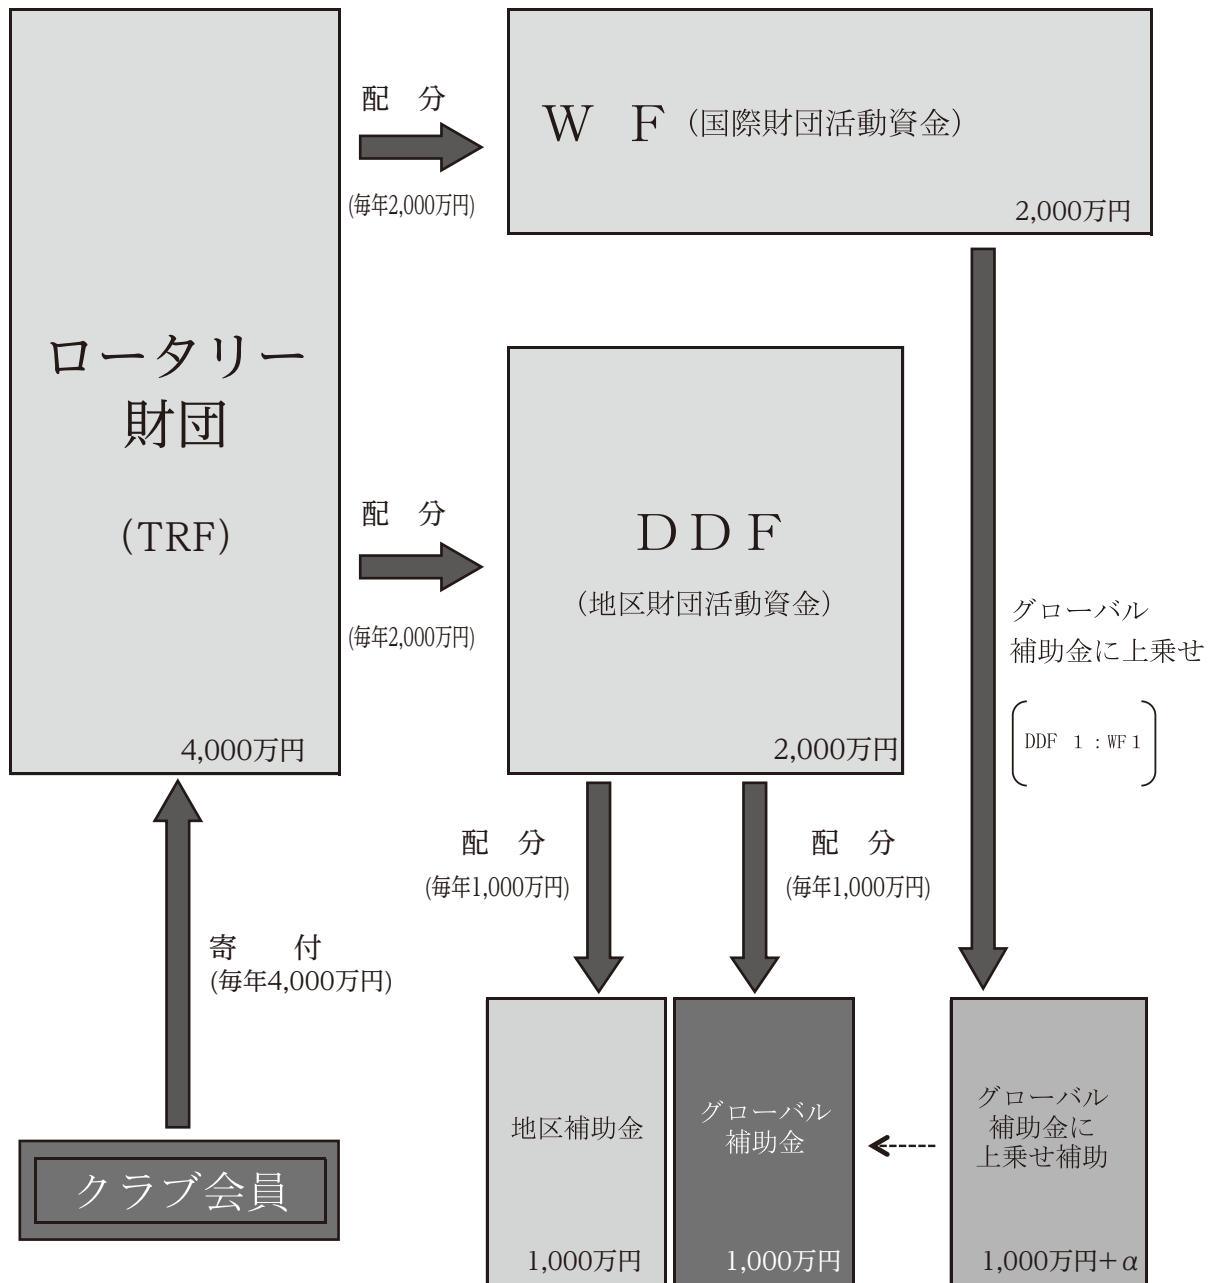 配 分
(毎年2,000万円)
W F (国際財団活動資金)
2,000万円
ロータリー
財団
(TRF)
4,000万円
配 分
(毎年2,000万円)
DDF
(地区財団活動資金)
2,000万円
グローバル
補助金に上乗せ
DDF 1 : WF 1
配 分
(毎年1,000万円)
配 分
(毎年1,000万円)
寄 付
(毎年4,000万円)
クラブ会員
地区補助金
1,000万円
グローバル
補助金
1,000万円
グローバル
補助金に
上乗せ補助
1,000万円+α